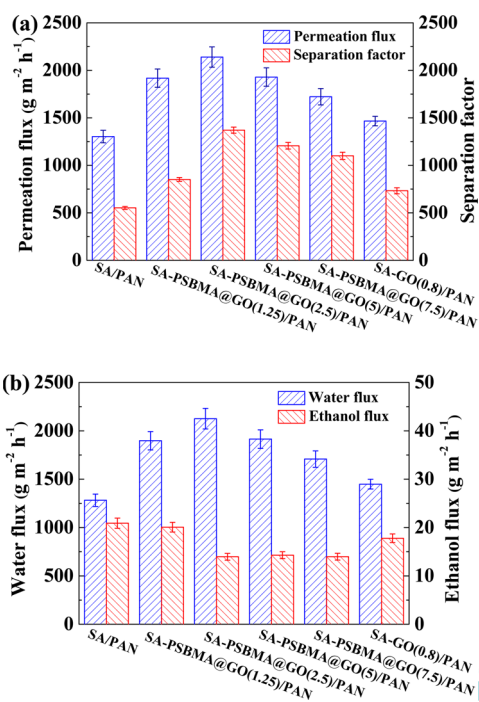 (a)
Permeation flux
Separation factor
Permeation flux (g m⁻² h⁻¹)
2500
2000
1500
1000
500
0
Separation factor
2500
2000
1500
1000
500
0
SA/PAN
SA-PSBMA@GO(1.25)/PAN
SA-PSBMA@GO(2.5)/PAN
SA-PSBMA@GO(5)/PAN
SA-PSBMA@GO(7.5)/PAN
SA-GO(0.8)/PAN
(b)
Water flux
Ethanol flux
Water flux (g m⁻² h⁻¹)
2500
2000
1500
1000
500
0
Ethanol flux (g m⁻² h⁻¹)
50
40
30
20
10
0
SA/PAN
SA-PSBMA@GO(1.25)/PAN
SA-PSBMA@GO(2.5)/PAN
SA-PSBMA@GO(5)/PAN
SA-PSBMA@GO(7.5)/PAN
SA-GO(0.8)/PAN